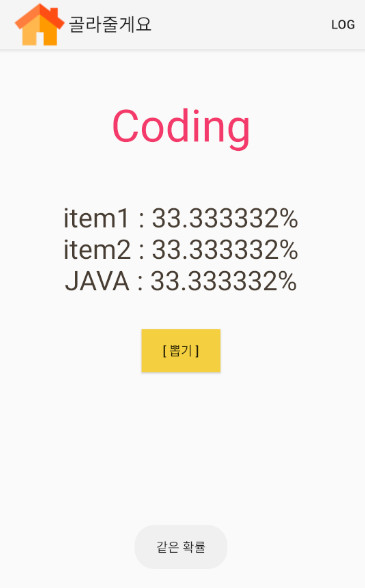 골라줄게요
LOG
Coding
item1 : 33.333332%
item2 : 33.333332%
JAVA : 33.333332%
[ 뽑기 ]
같은 확률